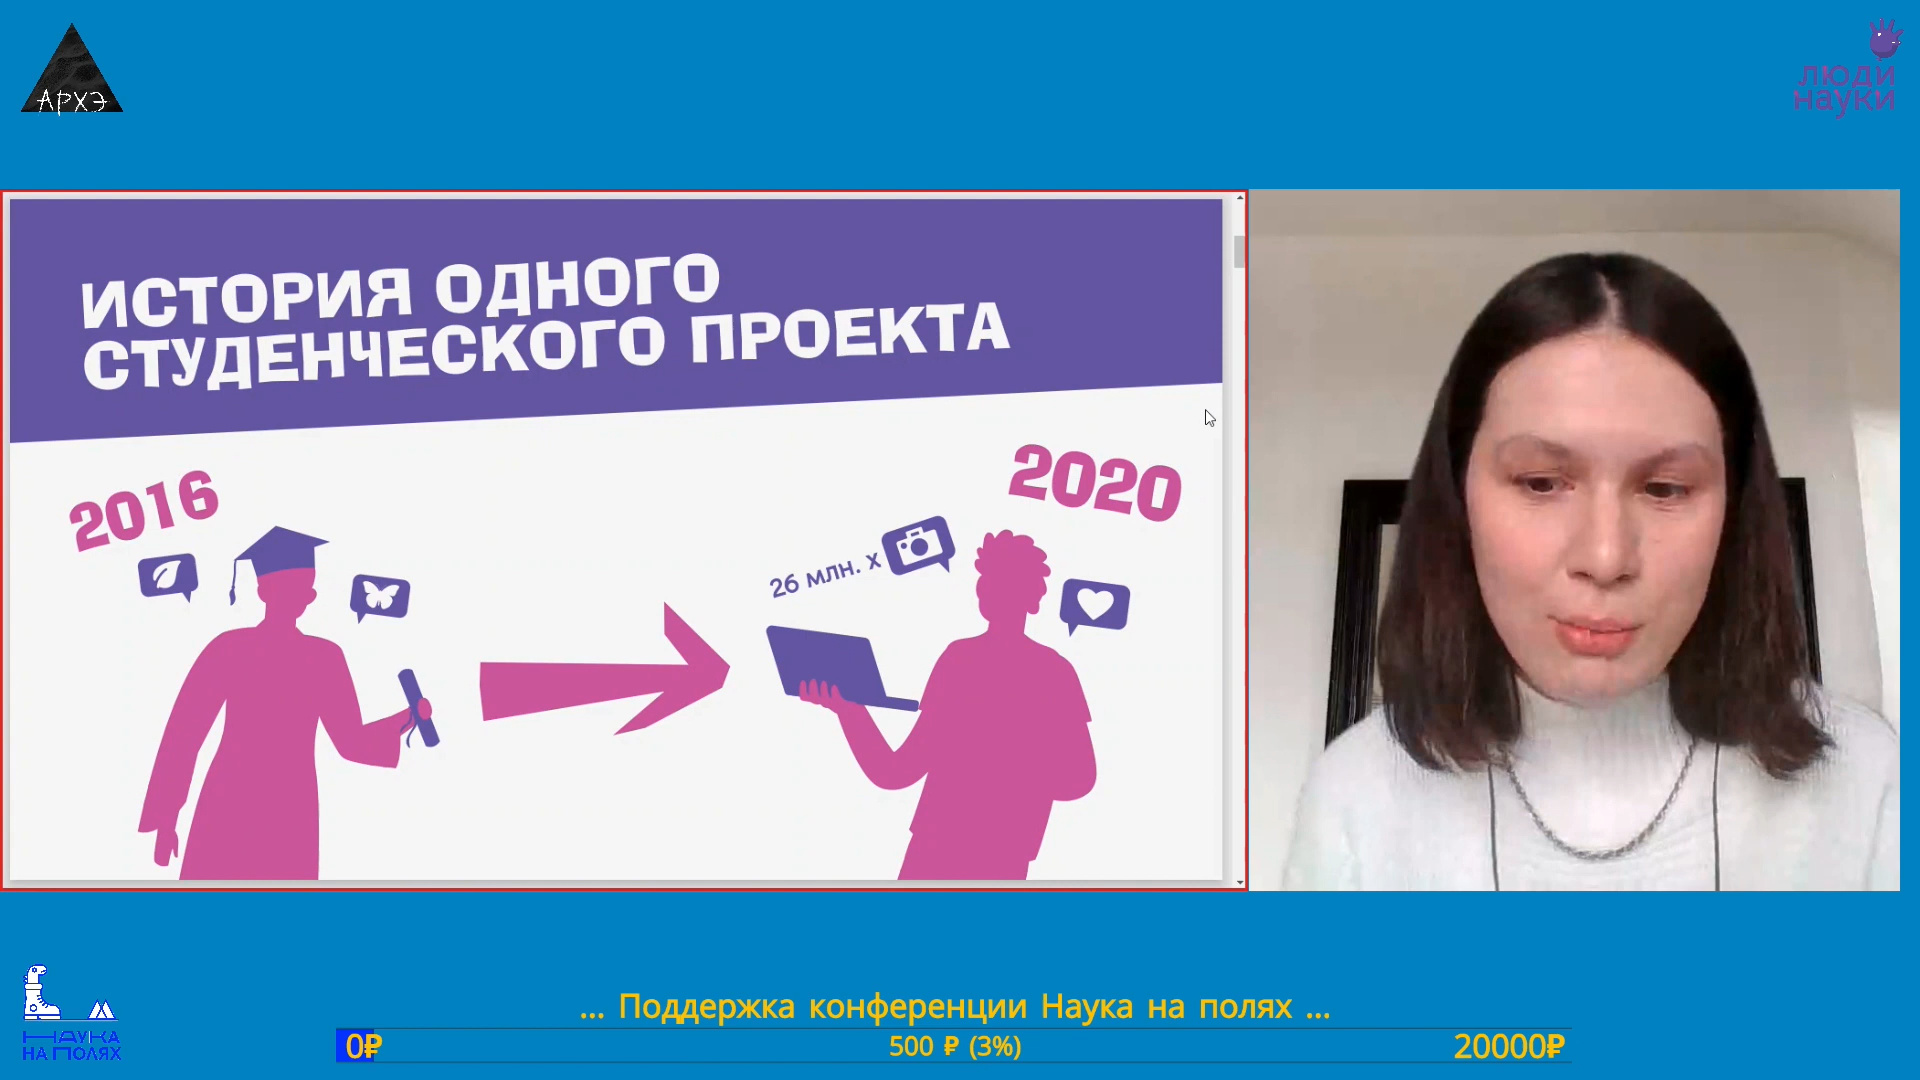 АРХЭ
ЛЮДИ
НАУКИ
ИСТОРИЯ ОДНОГО
СТУДЕНЧЕСКОГО ПРОЕКТА
2016
2020
26 МЛН. Х
НАУКА
НА ПОЛЯХ
... Поддержка конференции Наука на полях ...
0₽
500 ₽ (3%)
20000₽